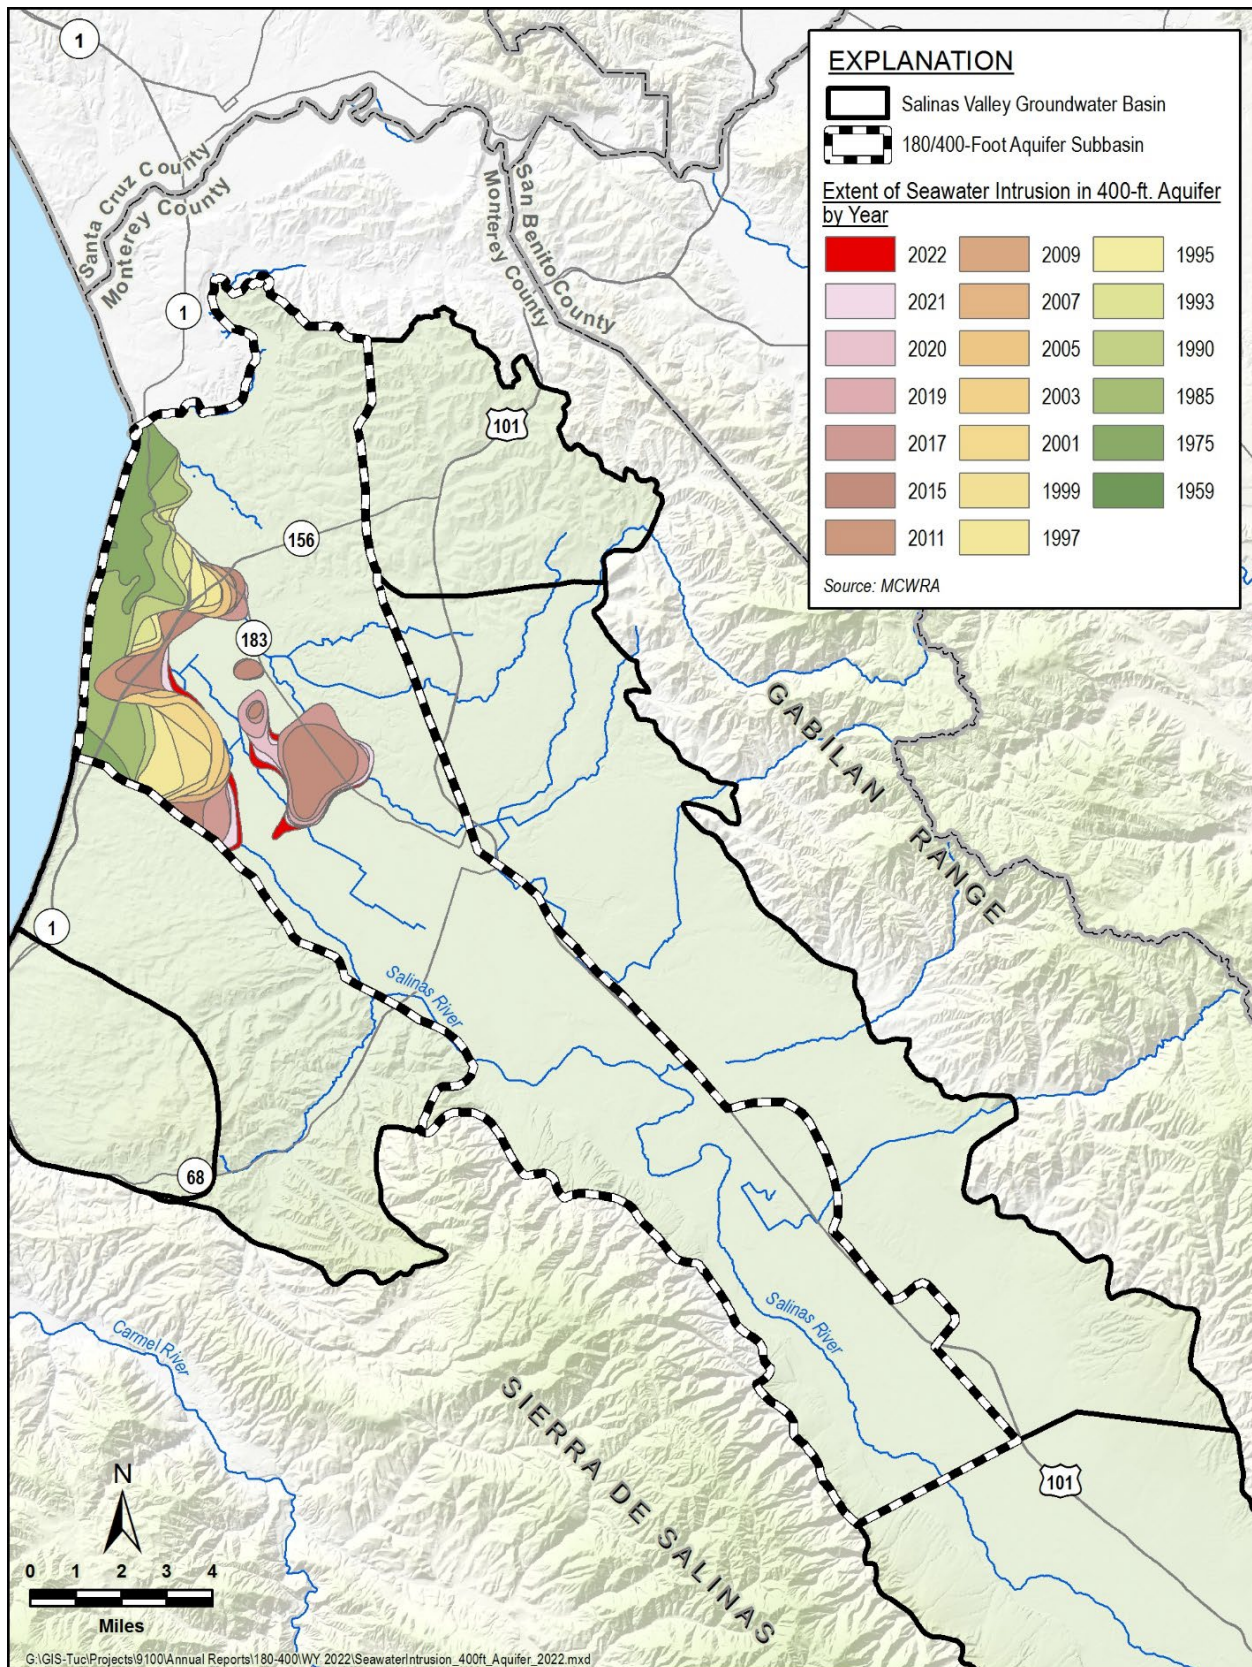 1
EXPLANATION
Salinas Valley Groundwater Basin
180/400-Foot Aquifer Subbasin
Extent of Seawater Intrusion in 400-ft. Aquifer
by Year
2022
2009
1995
2021
2007
1993
2020
2005
1990
2019
2003
1985
2017
2001
1975
2015
1999
1959
2011
1997
Source: MCWRA
Santa Cruz County
Monterey County
San Benito County
Monterey County
1
101
156
183
GABILAN RANGE
1
Salinas River
68
Salinas River
Carmel River
SIERRA DE SALINAS
101
N
0 1 2 3 4
Miles
G:\GIS-Tuc\Projects\9100\Annual Reports\180-400\WY 2022\SeawaterIntrusion_400ft_Aquifer_2022.mxd